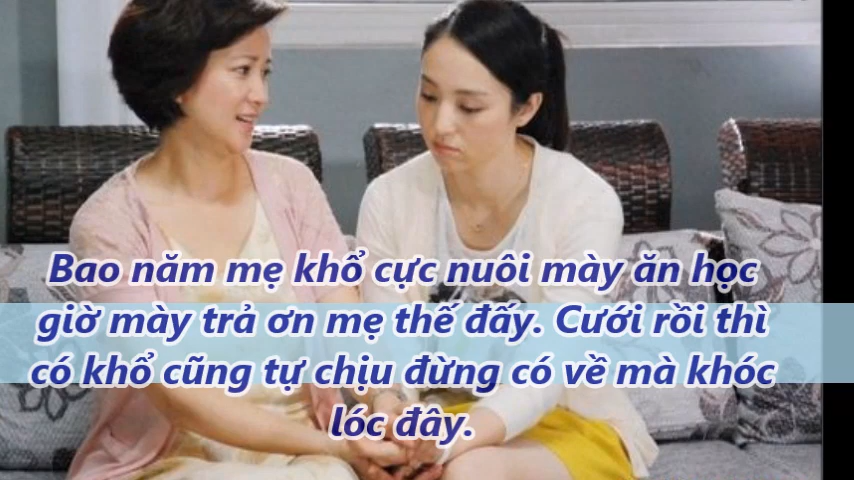 Bao năm mẹ khổ cực nuôi mày ăn học
giờ mày trả ơn mẹ thế đấy. Cưới rồi thì
có khổ cũng tự chịu đừng có về mà khóc
lóc đây.